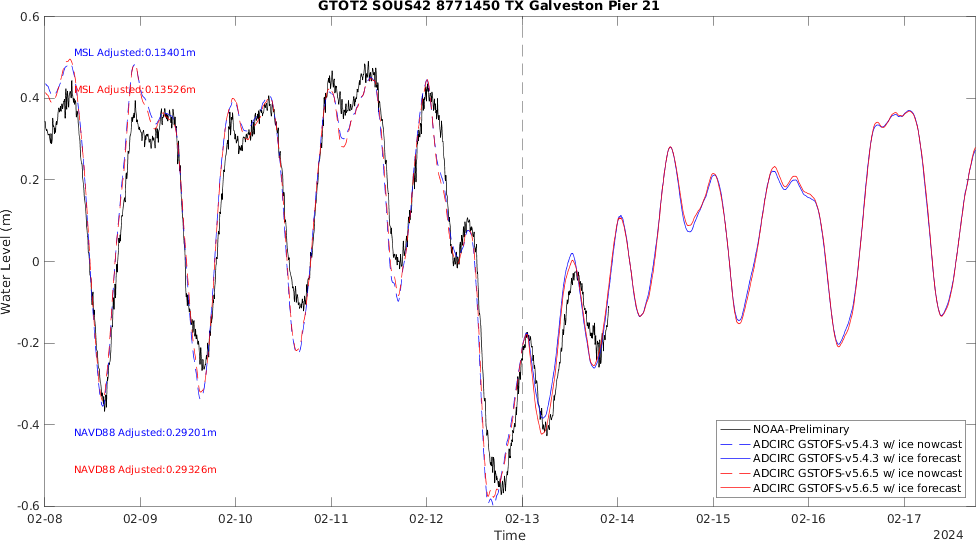 GTOT2 SOUS42 8771450 TX Galveston Pier 21
0.6
MSL Adjusted:0.13401m
MSL Adjusted:0.13526m
0.4
0.2
0
-0.2
-0.4
-0.6
Water Level (m)
NAVD88 Adjusted:0.29201m
NAVD88 Adjusted:0.29326m
NOAA-Preliminary
ADCIRC GSTOFS-v5.4.3 w/ ice nowcast
ADCIRC GSTOFS-v5.4.3 w/ ice forecast
ADCIRC GSTOFS-v5.6.5 w/ ice nowcast
ADCIRC GSTOFS-v5.6.5 w/ ice forecast
02-08 02-09 02-10 02-11 02-12 02-13 02-14 02-15 02-16 02-17
Time
2024